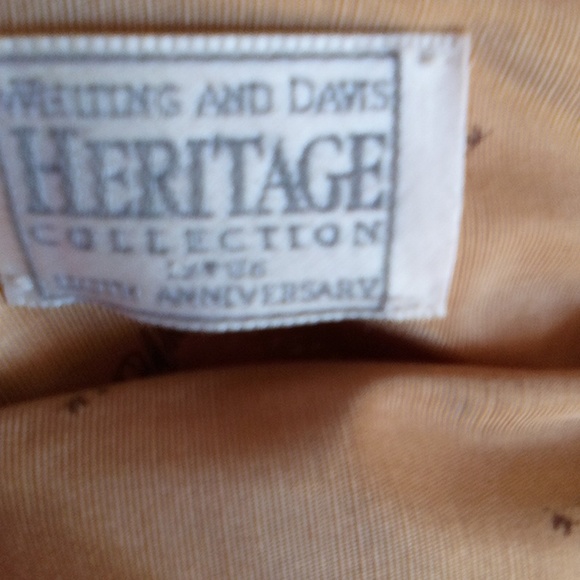 WHITING AND DAVIS
HERITAGE
COLLECTION
ANNIVERSARY